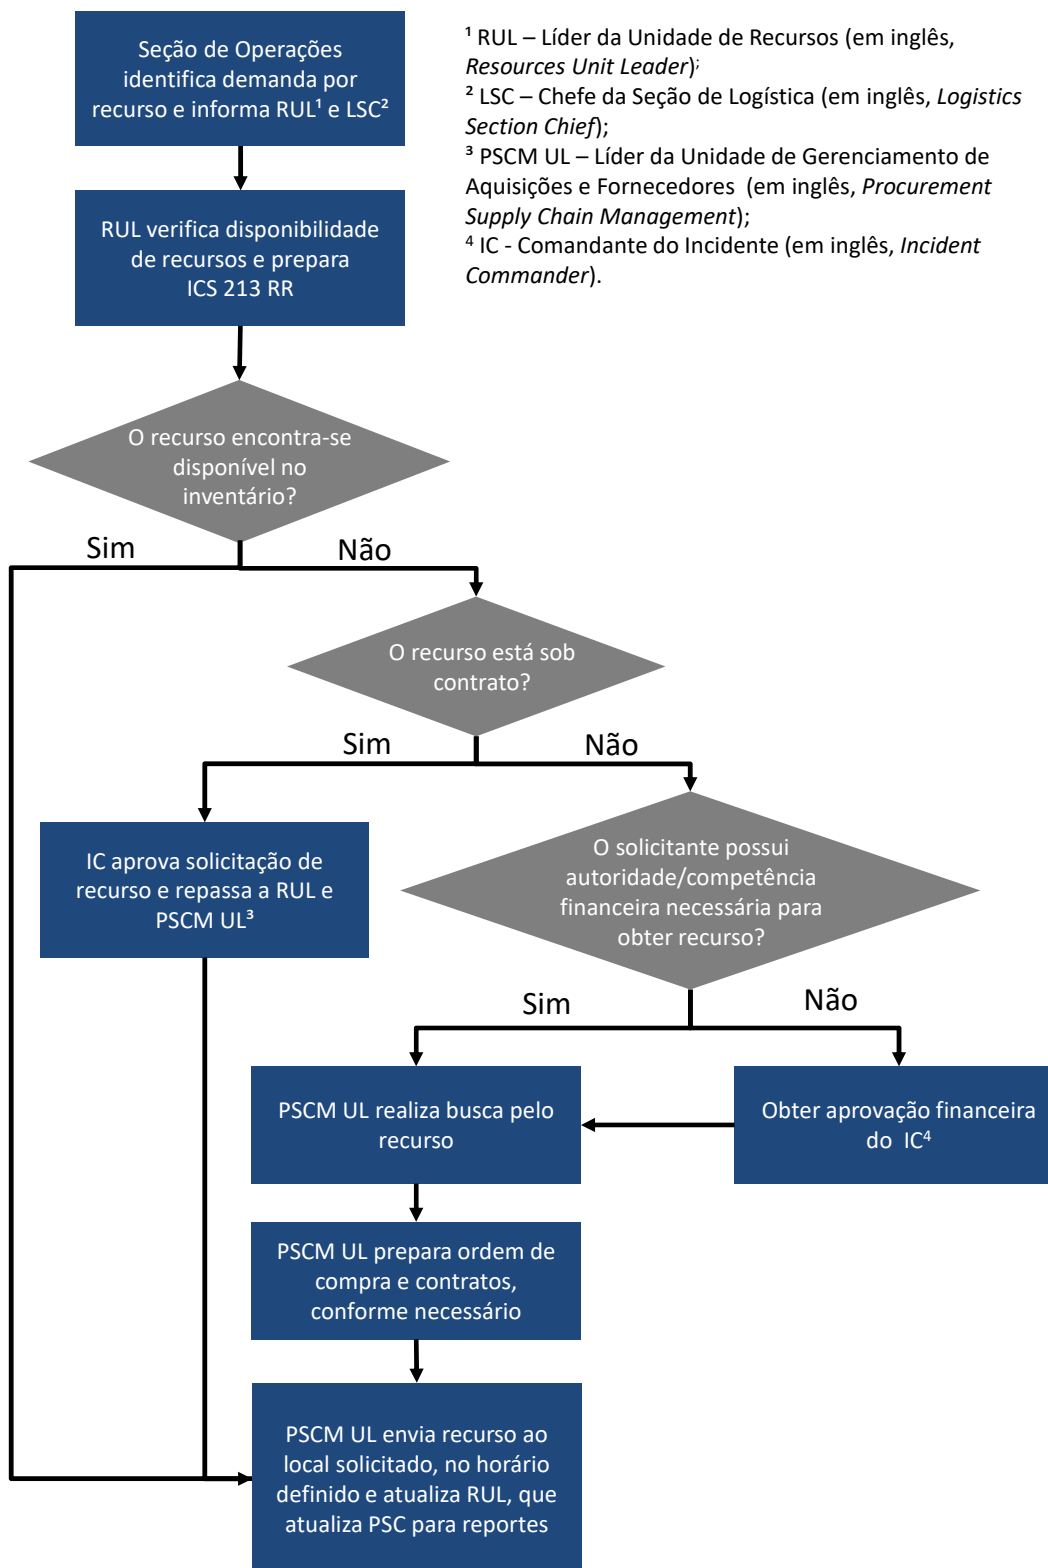 Seção de Operações
identifica demanda por
recurso e informa RUL¹ e LSC²
¹ RUL – Líder da Unidade de Recursos (em inglês,
Resources Unit Leader);
² LSC – Chefe da Seção de Logística (em inglês, Logistics
Section Chief);
³ PSCM UL – Líder da Unidade de Gerenciamento de
Aquisições e Fornecedores (em inglês, Procurement
Supply Chain Management);
⁴ IC - Comandante do Incidente (em inglês, Incident
Commander).
RUL verifica disponibilidade
de recursos e prepara
ICS 213 RR
O recurso encontra-se
disponível no
inventário?
Sim
Não
O recurso está sob
contrato?
Sim
Não
IC aprova solicitação de
recurso e repassa a RUL e
PSCM UL³
O solicitante possui
autoridade/competência
financeira necessária para
obter recurso?
Sim
Não
PSCM UL realiza busca pelo
recurso
Obter aprovação financeira
do IC⁴
PSCM UL prepara ordem de
compra e contratos,
conforme necessário
PSCM UL envia recurso ao
local solicitado, no horário
definido e atualiza RUL, que
atualiza PSC para reportes